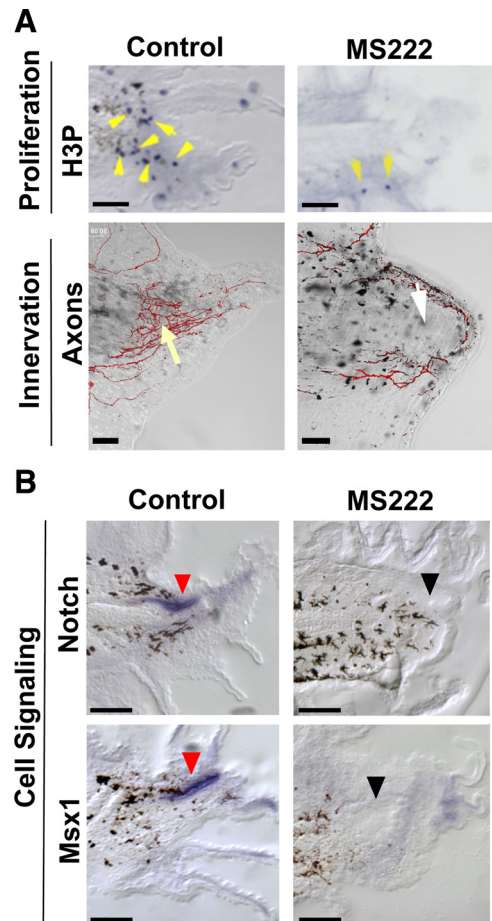 A
Control MS222
Proliferation
H3P
Innervation
Axons
B
Control MS222
Cell Signaling
Notch
Msx1